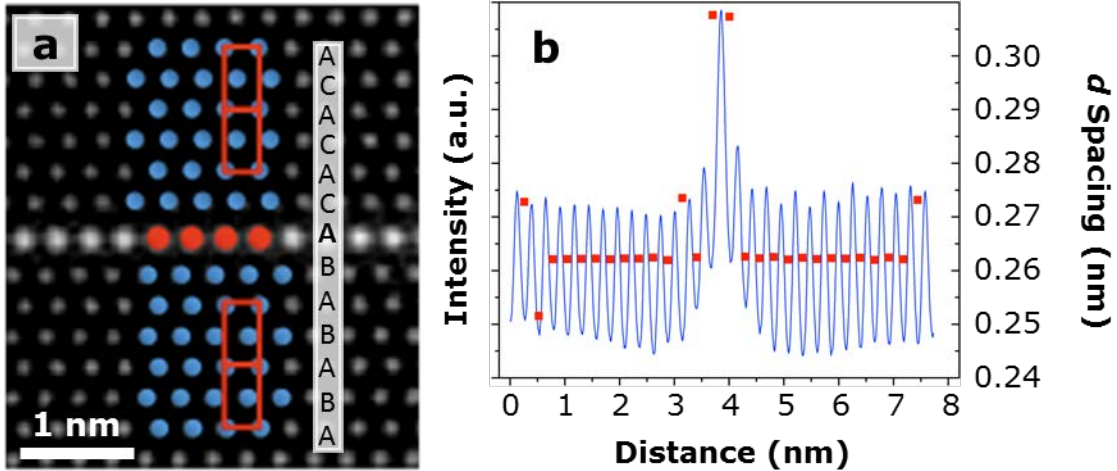 a
A
C
A
C
A
C
A
B
A
B
A
B
A
1 nm
b
Intensity (a.u.)
0.30
0.29
0.28
0.27
0.26
0.25
0.24
d Spacing (nm)
0 1 2 3 4 5 6 7 8
Distance (nm)